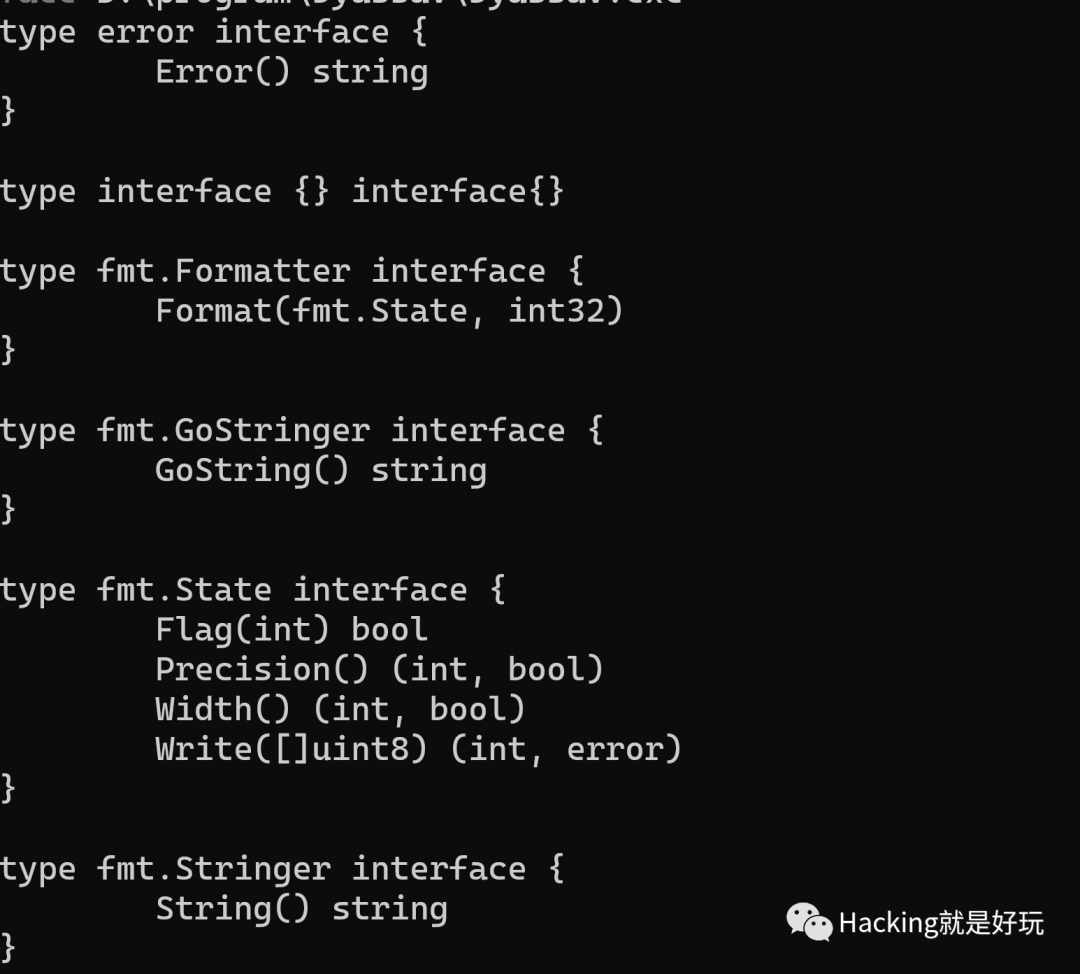 type error interface {
        Error() string
}
type interface {} interface{}
type fmt.Formatter interface {
        Format(fmt.State, int32)
}
type fmt.GoStringer interface {
        GoString() string
}
type fmt.State interface {
        Flag(int) bool
        Precision() (int, bool)
        Width() (int, bool)
        Write([]uint8) (int, error)
}
type fmt.Stringer interface {
        String() string
}
Hacking就是好玩